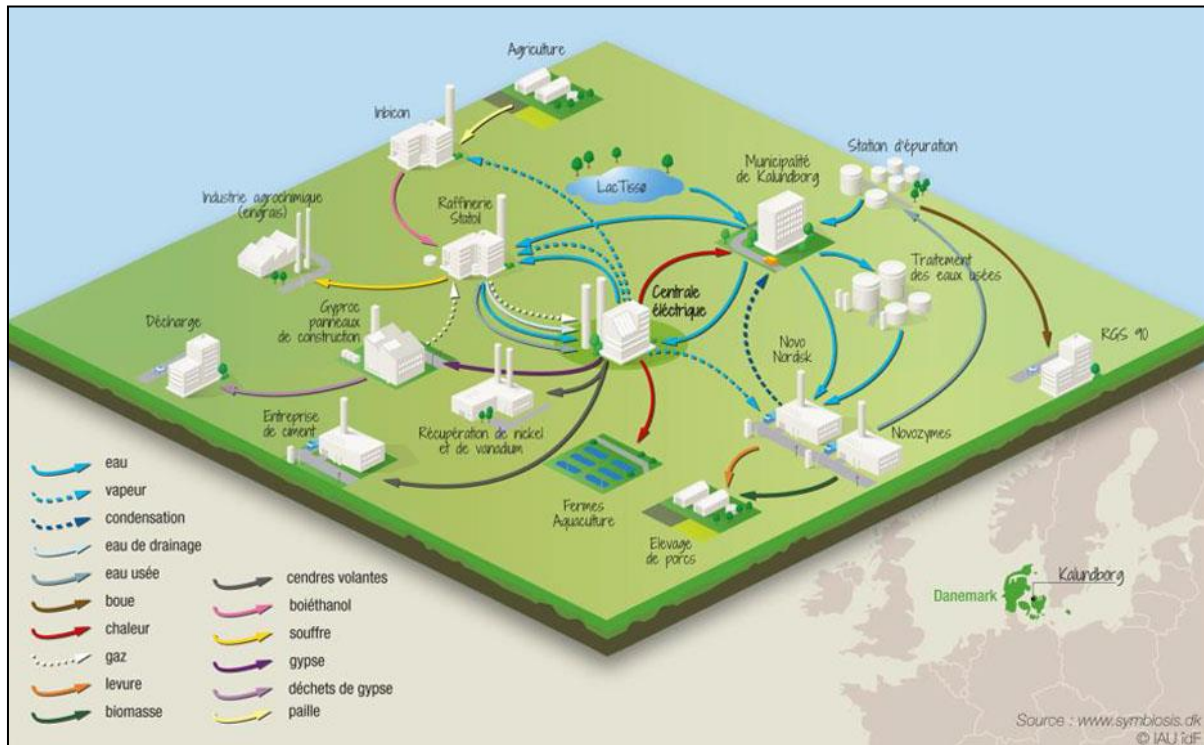 Agriculture
Inbicon
Station d'épuration
Municipalité
de Kalundborg
Lac Tissø
Industrie agrochimique
(engrais)
Raffinerie
Statoil
Traitement
des eaux usées
Centrale
éléctrique
Gyproc
panneaux
de construction
Décharge
Novo
Nordisk
RGS 90
Entreprise
de ciment
Récupération de nickel
et de vanadium
Novozymes
Fermes
Aquaculture
Elevage
de porcs
eau
vapeur
condensation
eau de drainage
eau usée
boue
chaleur
gaz
levure
biomasse
cendres volantes
boiéthanol
souffre
gypse
déchets de gypse
paille
Danemark
Kalundborg
Source : www.symbiosis.dk
© IAU îdF